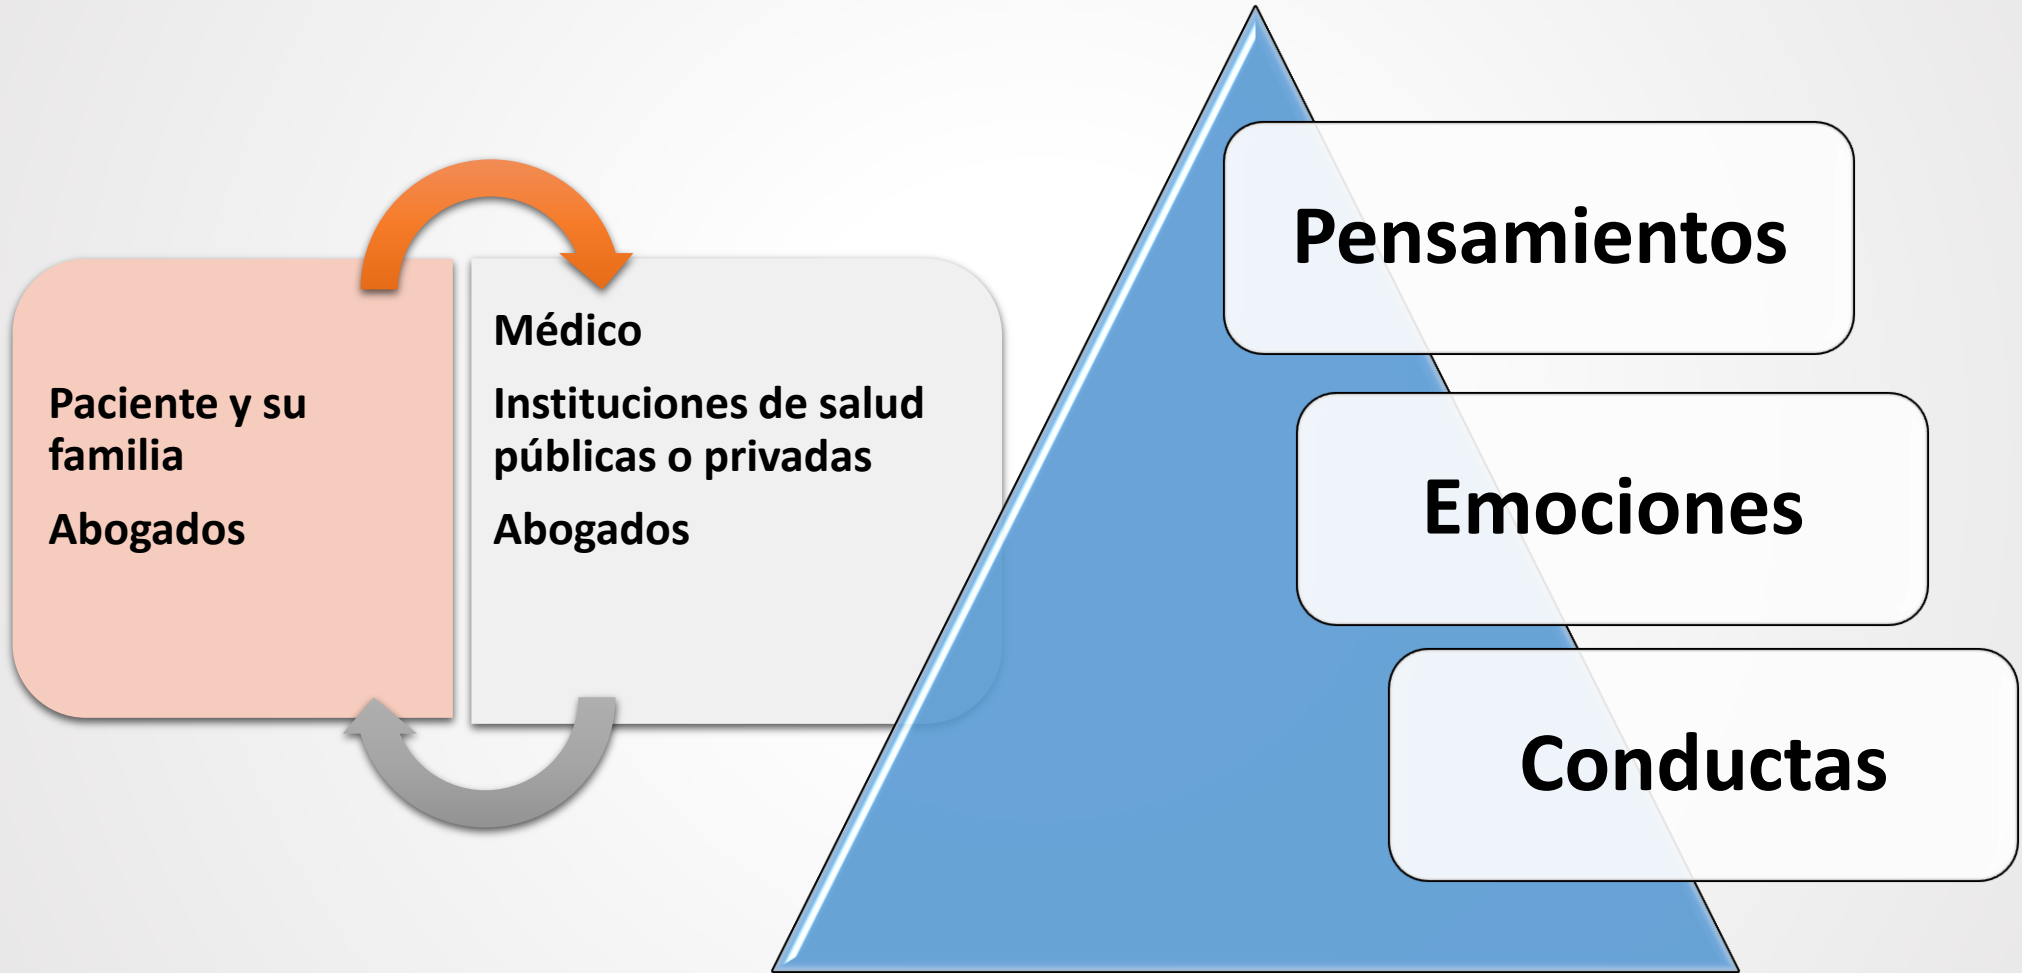 Paciente y su
familia
Abogados
Médico
Instituciones de salud
públicas o privadas
Abogados
Pensamientos
Emociones
Conductas